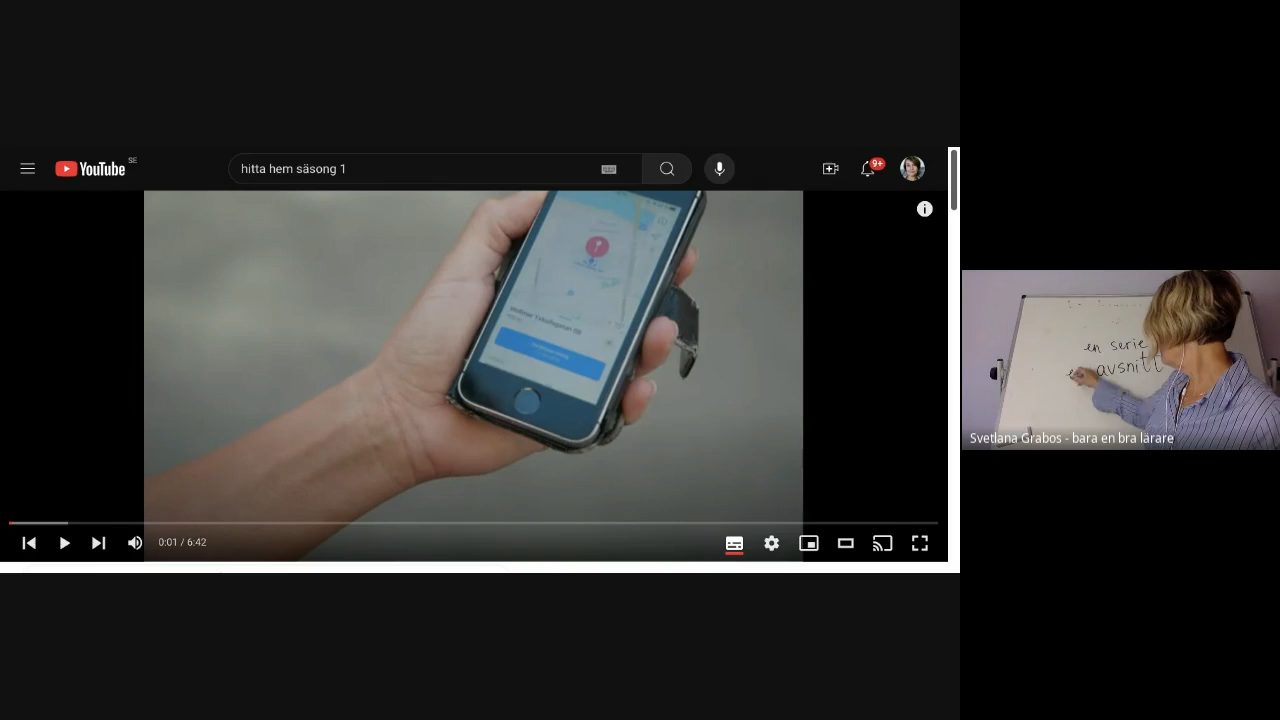 YouTube SE
hitta hem säsong 1
9+
0:01 / 6:42
en serie
avsnitt
Svetlana Grabos - bara en bra lärare